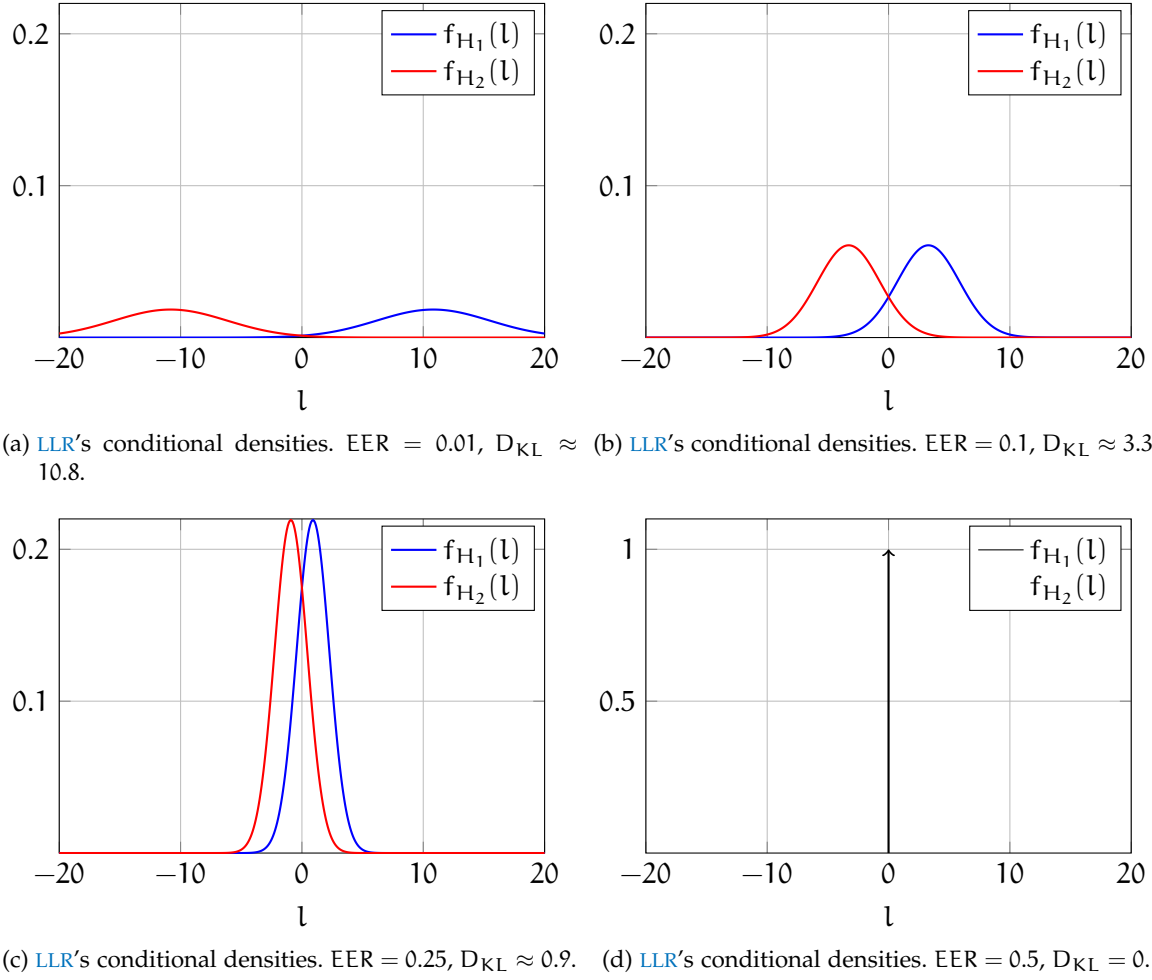 0.2
0.1
−20
−10
0
10
20
l
f_{H_1}(l)
f_{H_2}(l)
(a) LLR's conditional densities. EER = 0.01, D_{KL} ≈
10.8.
0.2
0.1
−20
−10
0
10
20
l
f_{H_1}(l)
f_{H_2}(l)
(b) LLR's conditional densities. EER = 0.1, D_{KL} ≈ 3.3
0.2
0.1
−20
−10
0
10
20
l
f_{H_1}(l)
f_{H_2}(l)
(c) LLR's conditional densities. EER = 0.25, D_{KL} ≈ 0.9.
1
0.5
−20
−10
0
10
20
l
f_{H_1}(l)
f_{H_2}(l)
(d) LLR's conditional densities. EER = 0.5, D_{KL} = 0.